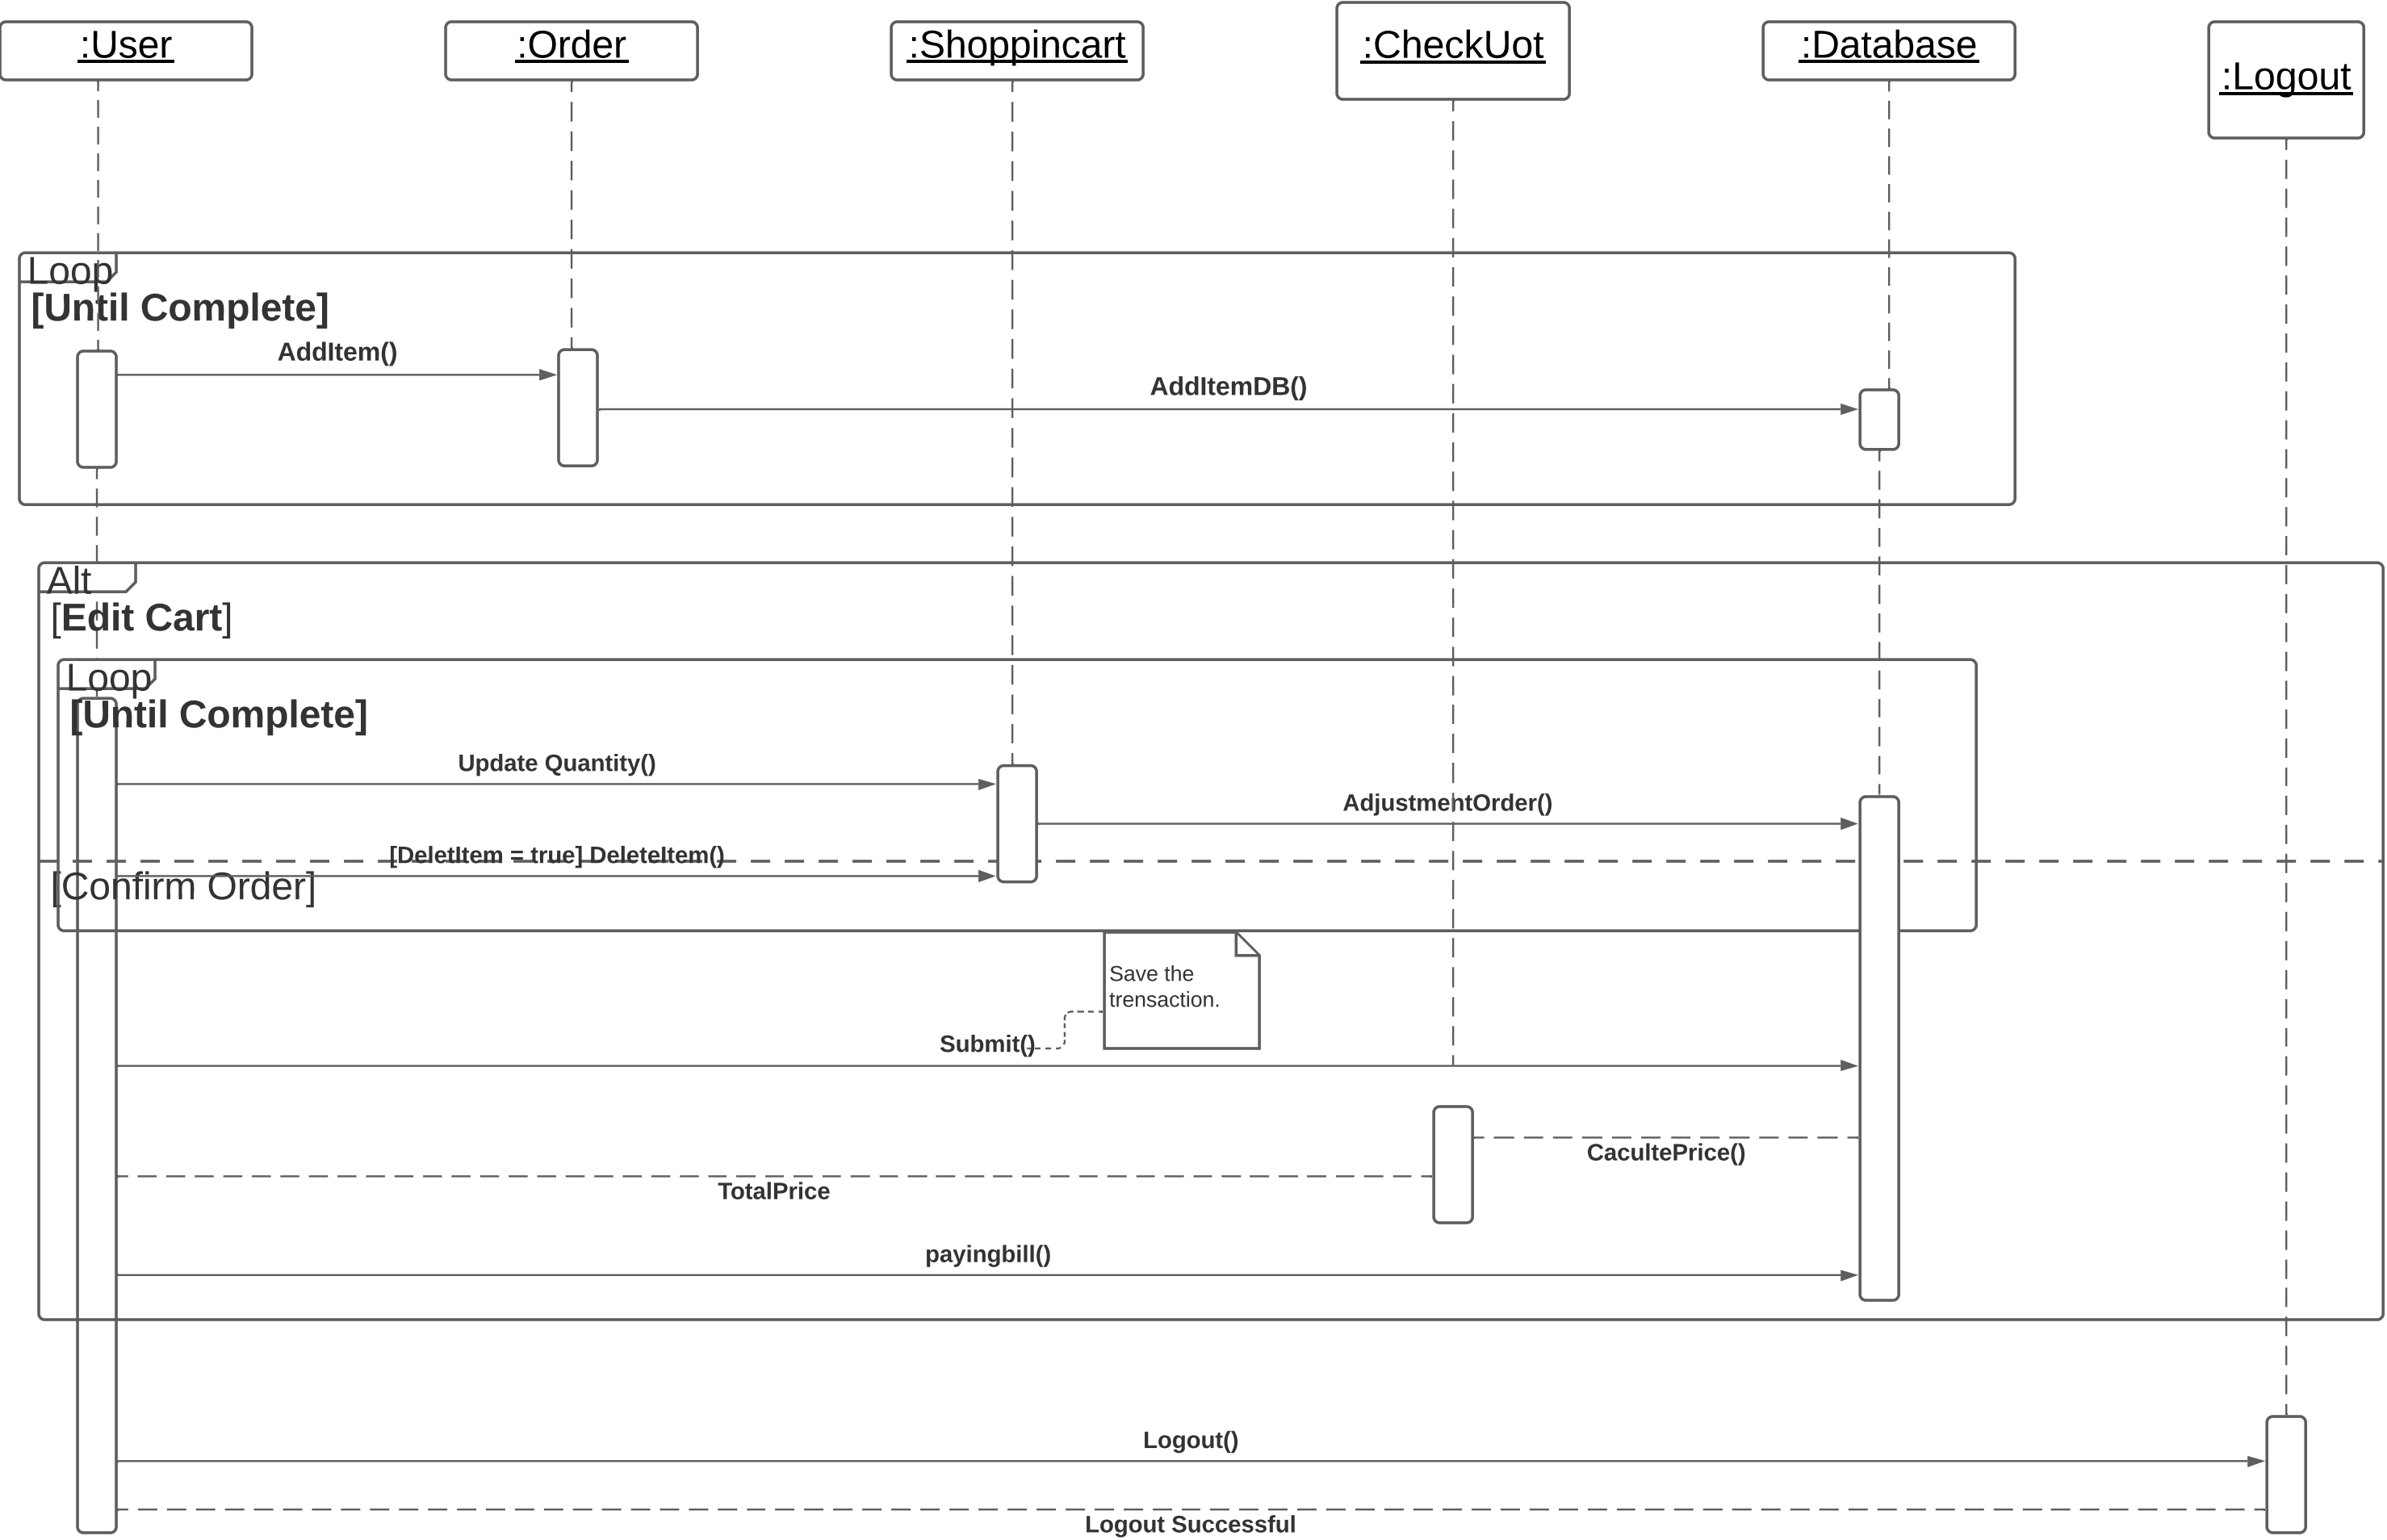 :User
:Order
:Shoppincart
:CheckUot
:Database
:Logout
Loop
[Until Complete]
AddItem()
AddItemDB()
Alt
[Edit Cart]
Loop
[Until Complete]
Update Quantity()
AdjustmentOrder()
[DeletItem = true] DeleteItem()
[Confirm Order]
Save the
trensaction.
Submit()
CacultePrice()
TotalPrice
payingbill()
Logout()
Logout Successful